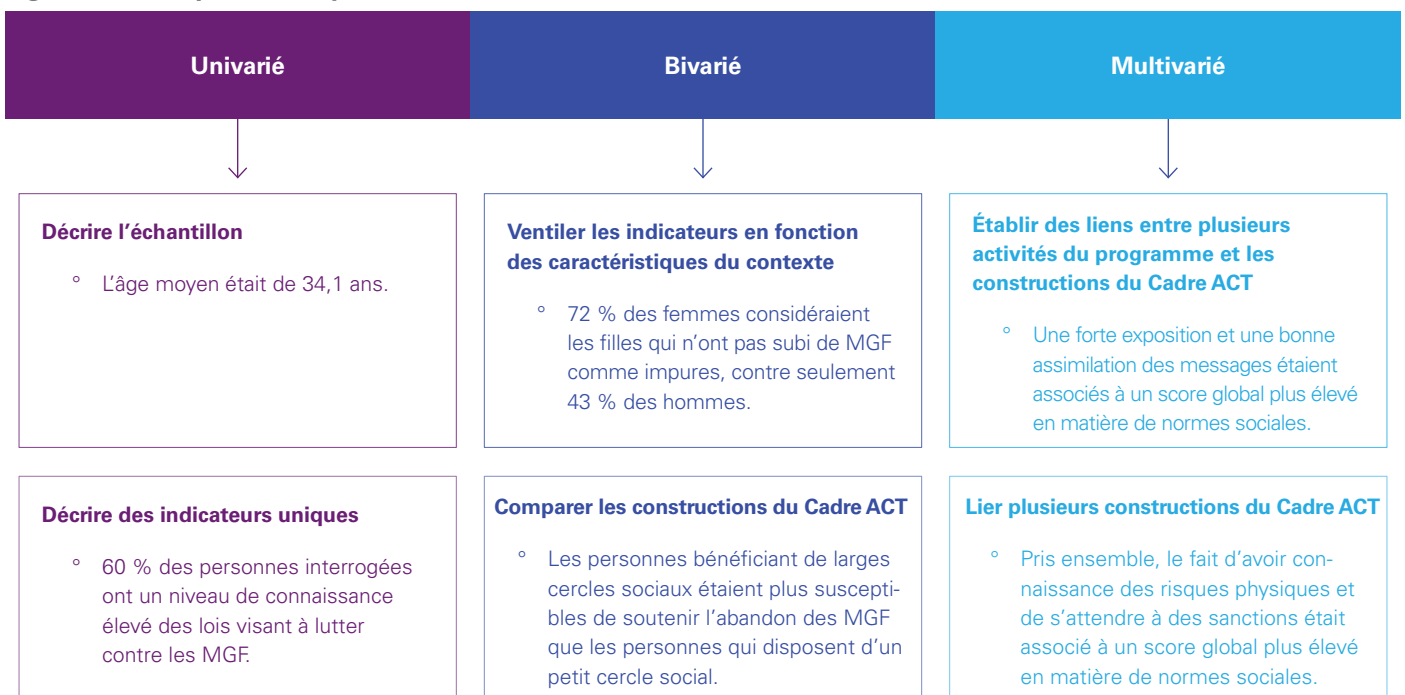 Univarié
Bivarié
Multivarié
Décrire l’échantillon
° L’âge moyen était de 34,1 ans.
Ventiler les indicateurs en fonction
des caractéristiques du contexte
° 72 % des femmes considéraient
les filles qui n’ont pas subi de MGF
comme impures, contre seulement
43 % des hommes.
Établir des liens entre plusieurs
activités du programme et les
constructions du Cadre ACT
° Une forte exposition et une bonne
assimilation des messages étaient
associés à un score global plus élevé
en matière de normes sociales.
Décrire des indicateurs uniques
° 60 % des personnes interrogées
ont un niveau de connaissance
élevé des lois visant à lutter
contre les MGF.
Comparer les constructions du Cadre ACT
° Les personnes bénéficiant de larges
cercles sociaux étaient plus suscepti-
bles de soutenir l’abandon des MGF
que les personnes qui disposent d’un
petit cercle social.
Lier plusieurs constructions du Cadre ACT
° Pris ensemble, le fait d’avoir con-
naissance des risques physiques et
de s’attendre à des sanctions était
associé à un score global plus élevé
en matière de normes sociales.